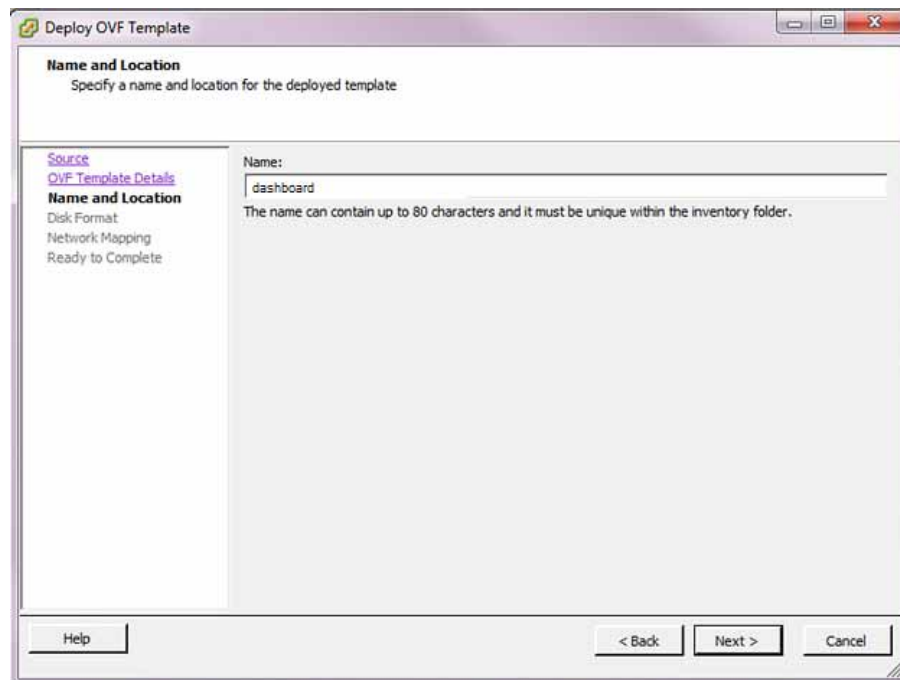 Deploy OVF Template
Name and Location
Specify a name and location for the deployed template
Source
OVF Template Details
Name and Location
Disk Format
Network Mapping
Ready to Complete
Name:
dashboard
The name can contain up to 80 characters and it must be unique within the inventory folder.
Help
< Back
Next >
Cancel